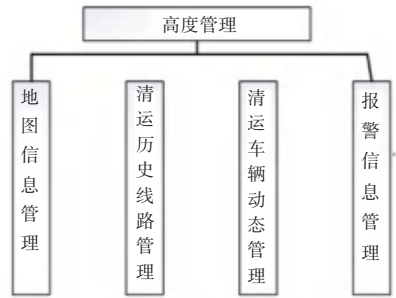 高度管理
地图信息管理
清运历史线路管理
清运车辆动态管理
报警信息管理